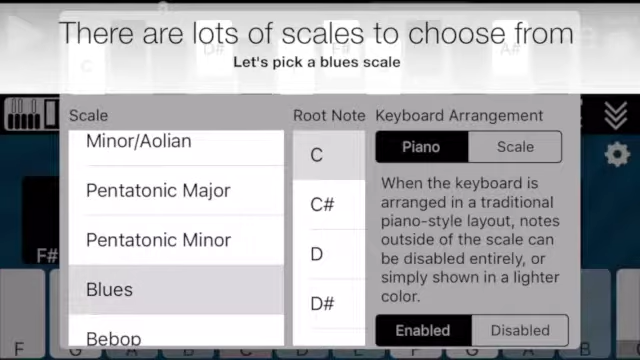 There are lots of scales to choose from
Let's pick a blues scale
Scale
Root Note
Keyboard Arrangement
Minor/Aolian
Pentatonic Major
Pentatonic Minor
Blues
Bebop
C
C#
D
D#
Piano
Scale
When the keyboard is
arranged in a traditional
piano-style layout, notes
outside of the scale can
be disabled entirely, or
simply shown in a lighter
color.
Enabled
Disabled
C
D#
F#
A#
F#
F
G
A
B